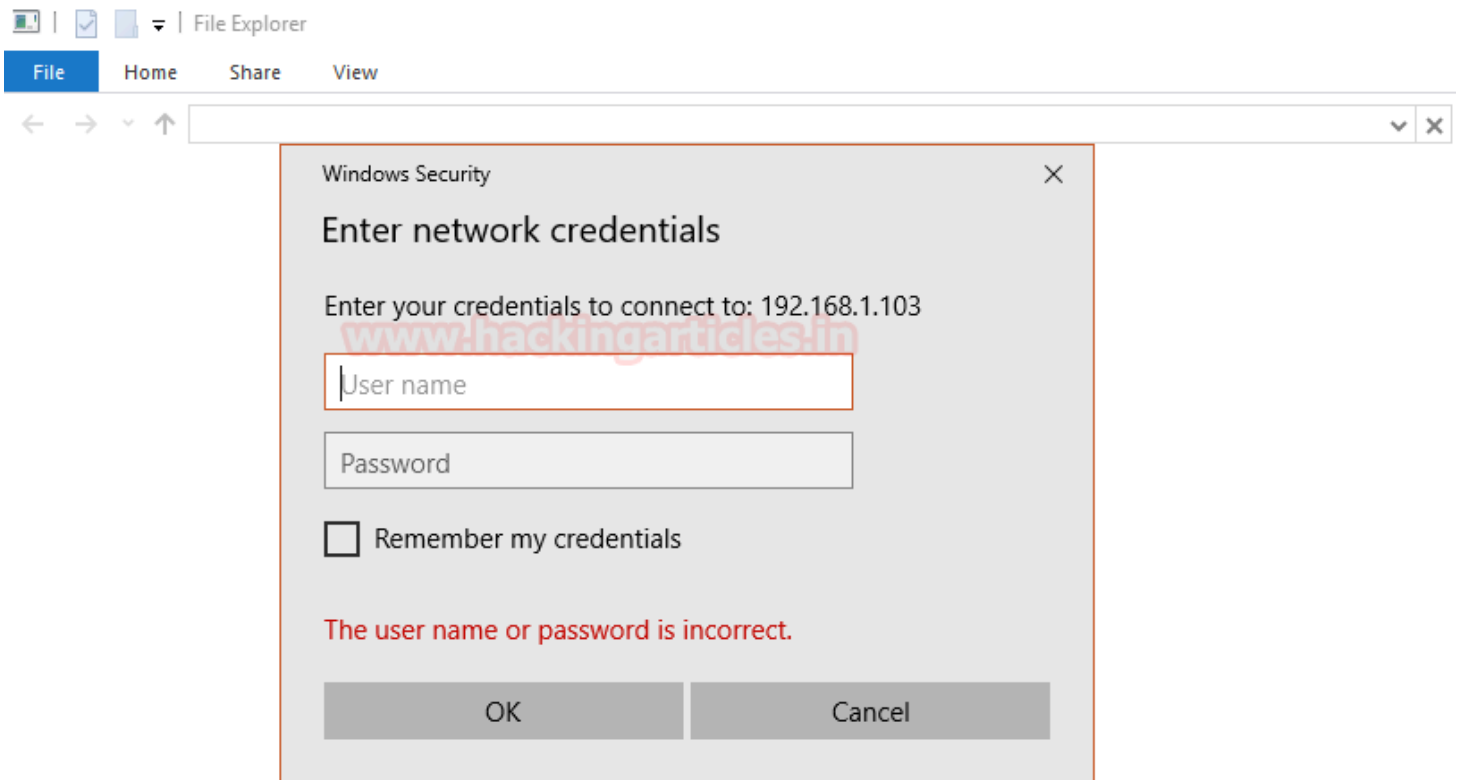 File Explorer
File Home Share View
Windows Security
Enter network credentials
Enter your credentials to connect to: 192.168.1.103
www.hackingarticles.in
User name
Password
Remember my credentials
The user name or password is incorrect.
OK Cancel